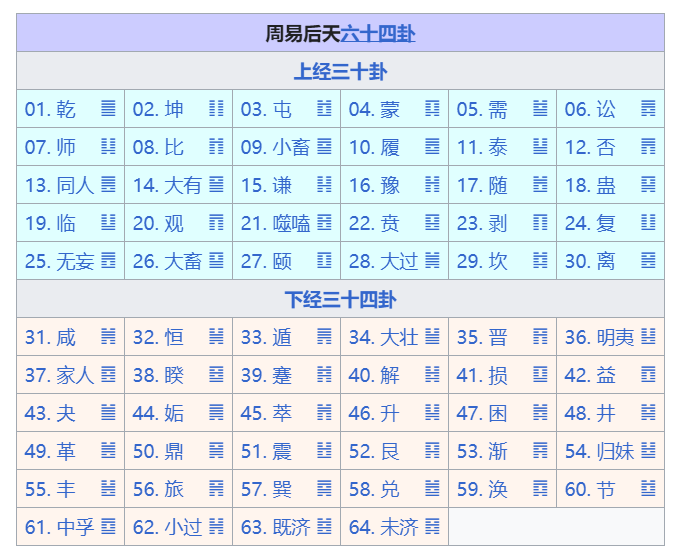 周易后天六十四卦
上经三十卦
01. 乾 ䷀ 02. 坤 ䷁ 03. 屯 ䷂ 04. 蒙 ䷃ 05. 需 ䷄ 06. 讼 ䷅
07. 师 ䷆ 08. 比 ䷇ 09. 小畜 ䷈ 10. 履 ䷉ 11. 泰 ䷊ 12. 否 ䷋
13. 同人 ䷌ 14. 大有 ䷍ 15. 谦 ䷎ 16. 豫 ䷏ 17. 随 ䷐ 18. 蛊 ䷑
19. 临 ䷒ 20. 观 ䷓ 21. 噬嗑 ䷔ 22. 贲 ䷕ 23. 剥 ䷖ 24. 复 ䷗
25. 无妄 ䷘ 26. 大畜 ䷙ 27. 颐 ䷚ 28. 大过 ䷛ 29. 坎 ䷜ 30. 离 ䷝
下经三十四卦
31. 咸 ䷞ 32. 恒 ䷟ 33. 遁 ䷠ 34. 大壮 ䷡ 35. 晋 ䷢ 36. 明夷 ䷣
37. 家人 ䷤ 38. 睽 ䷥ 39. 蹇 ䷦ 40. 解 ䷧ 41. 损 ䷨ 42. 益 ䷩
43. 夬 ䷪ 44. 姤 ䷫ 45. 萃 ䷬ 46. 升 ䷭ 47. 困 ䷮ 48. 井 ䷯
49. 革 ䷰ 50. 鼎 ䷱ 51. 震 ䷲ 52. 艮 ䷳ 53. 渐 ䷴ 54. 归妹 ䷵
55. 丰 ䷶ 56. 旅 ䷷ 57. 巽 ䷸ 58. 兑 ䷹ 59. 涣 ䷺ 60. 节 ䷻
61. 中孚 ䷼ 62. 小过 ䷽ 63. 既济 ䷾ 64. 未济 ䷿